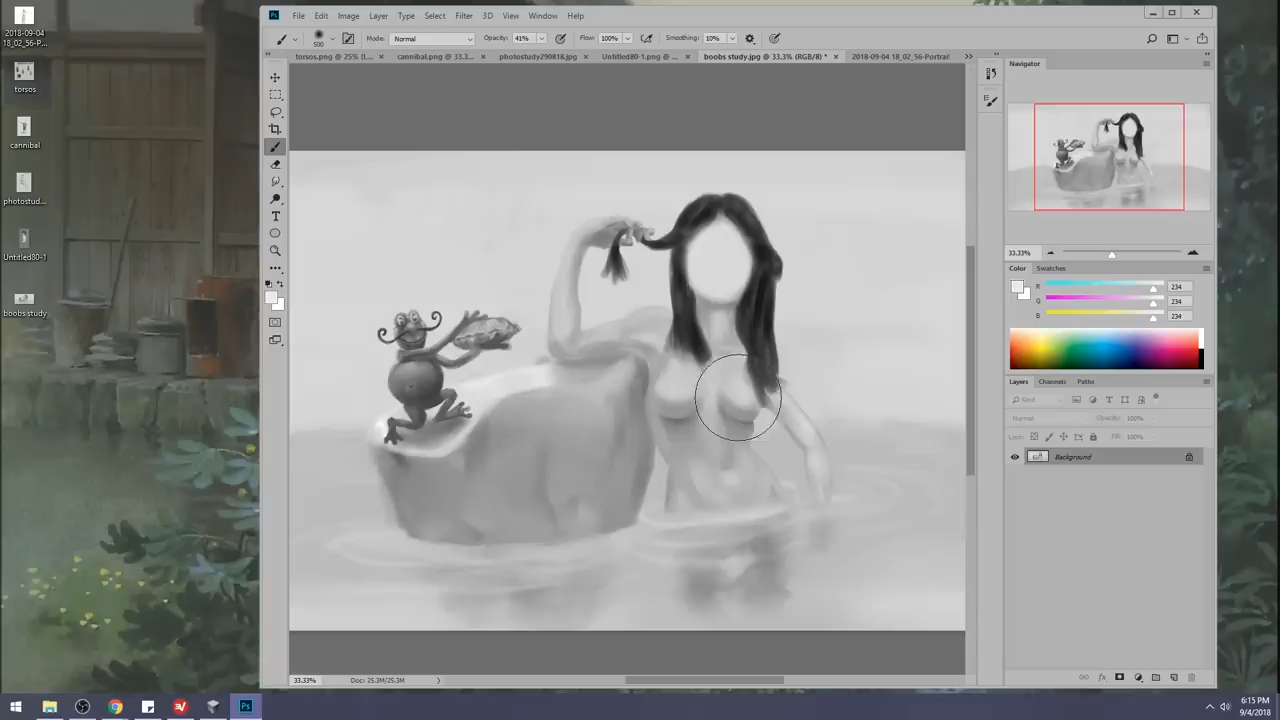 2018-09-04
18_02_56-P...
torsos
cannibal
photostud...
Untitled80-1
boobs study
Ps
File Edit Image Layer Type Select Filter 3D View Window Help
500 Mode: Normal Opacity: 41% Flow: 100% Smoothing: 10%
torsos.png @ 25% (L... × cannibal.png @ 33.3... × photostudy290818.jpg × Untitled80-1.png @ ... × boobs study.jpg @ 33.3% (RGB/8) * × 2018-09-04 18_02_56-Portrait
Navigator
33.33%
Color Swatches
R 234
G 234
B 234
Layers Channels Paths
Kind
Normal Opacity: 100%
Lock: Fill: 100%
Background
33.33% Doc: 25.3M/25.3M
Ps
6:15 PM
9/4/2018